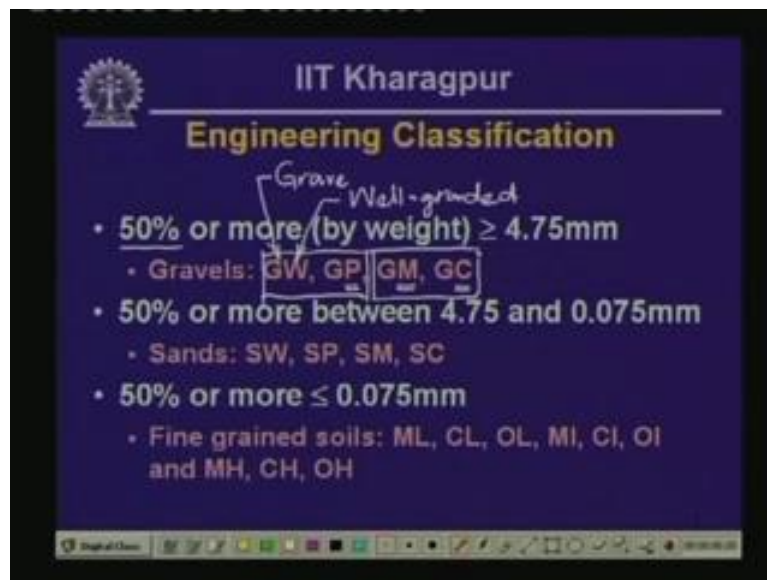 IIT Kharagpur
Engineering Classification
Grave
Well-graded
• 50% or more (by weight) ≥ 4.75mm
• Gravels: GW, GP, GM, GC
• 50% or more between 4.75 and 0.075mm
• Sands: SW, SP, SM, SC
• 50% or more ≤ 0.075mm
• Fine grained soils: ML, CL, OL, MI, CI, OI
and MH, CH, OH